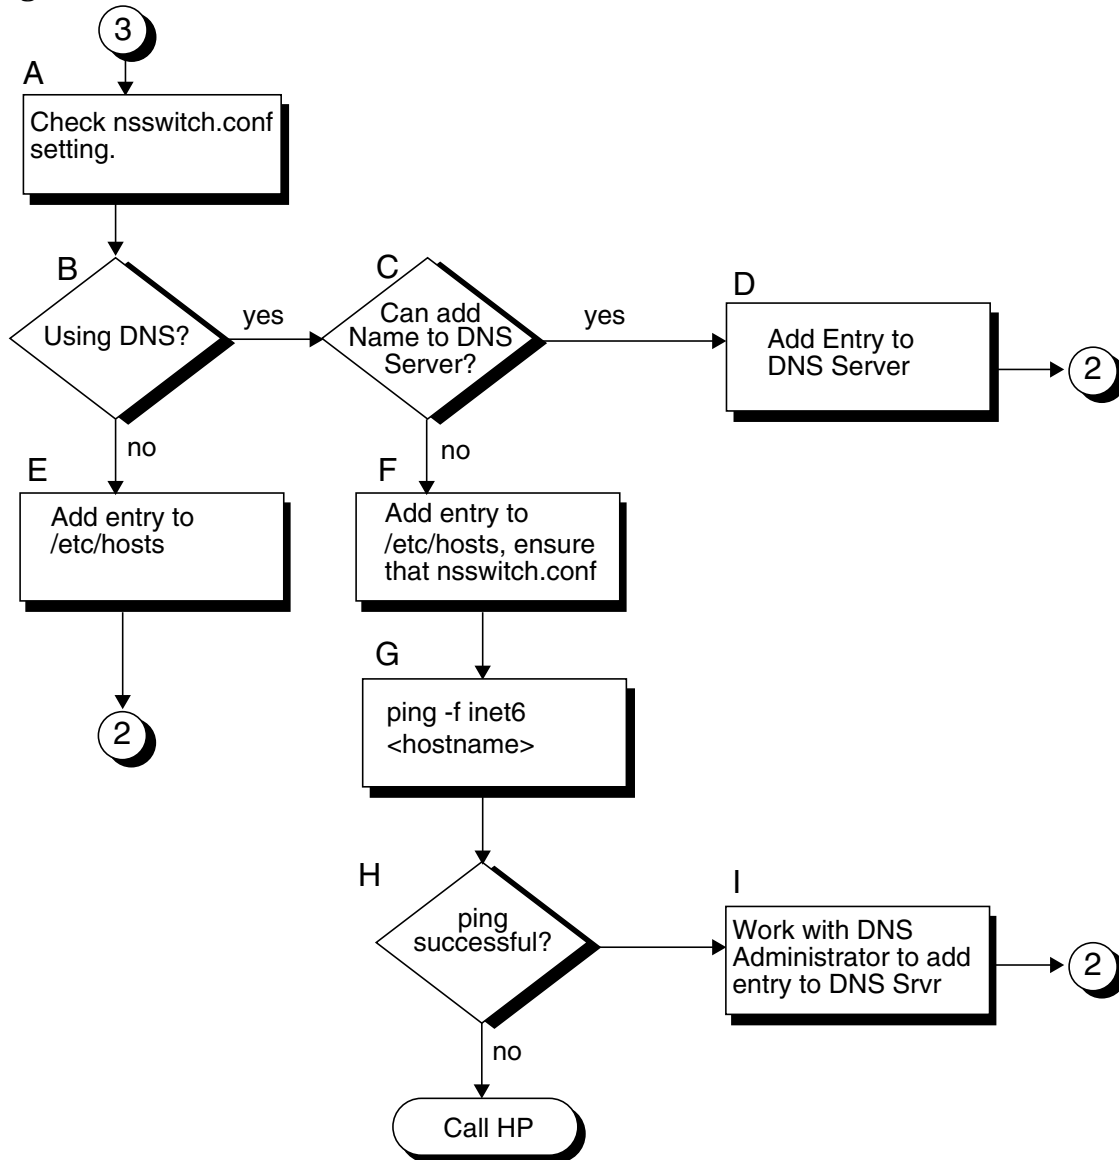 3
A
Check nsswitch.conf
setting.
B
Using DNS?
yes
C
Can add
Name to DNS
Server?
yes
D
Add Entry to
DNS Server
2
no
E
Add entry to
/etc/hosts
2
no
F
Add entry to
/etc/hosts, ensure
that nsswitch.conf
G
ping -f inet6
<hostname>
H
ping
successful?
I
Work with DNS
Administrator to add
entry to DNS Srvr
2
no
Call HP